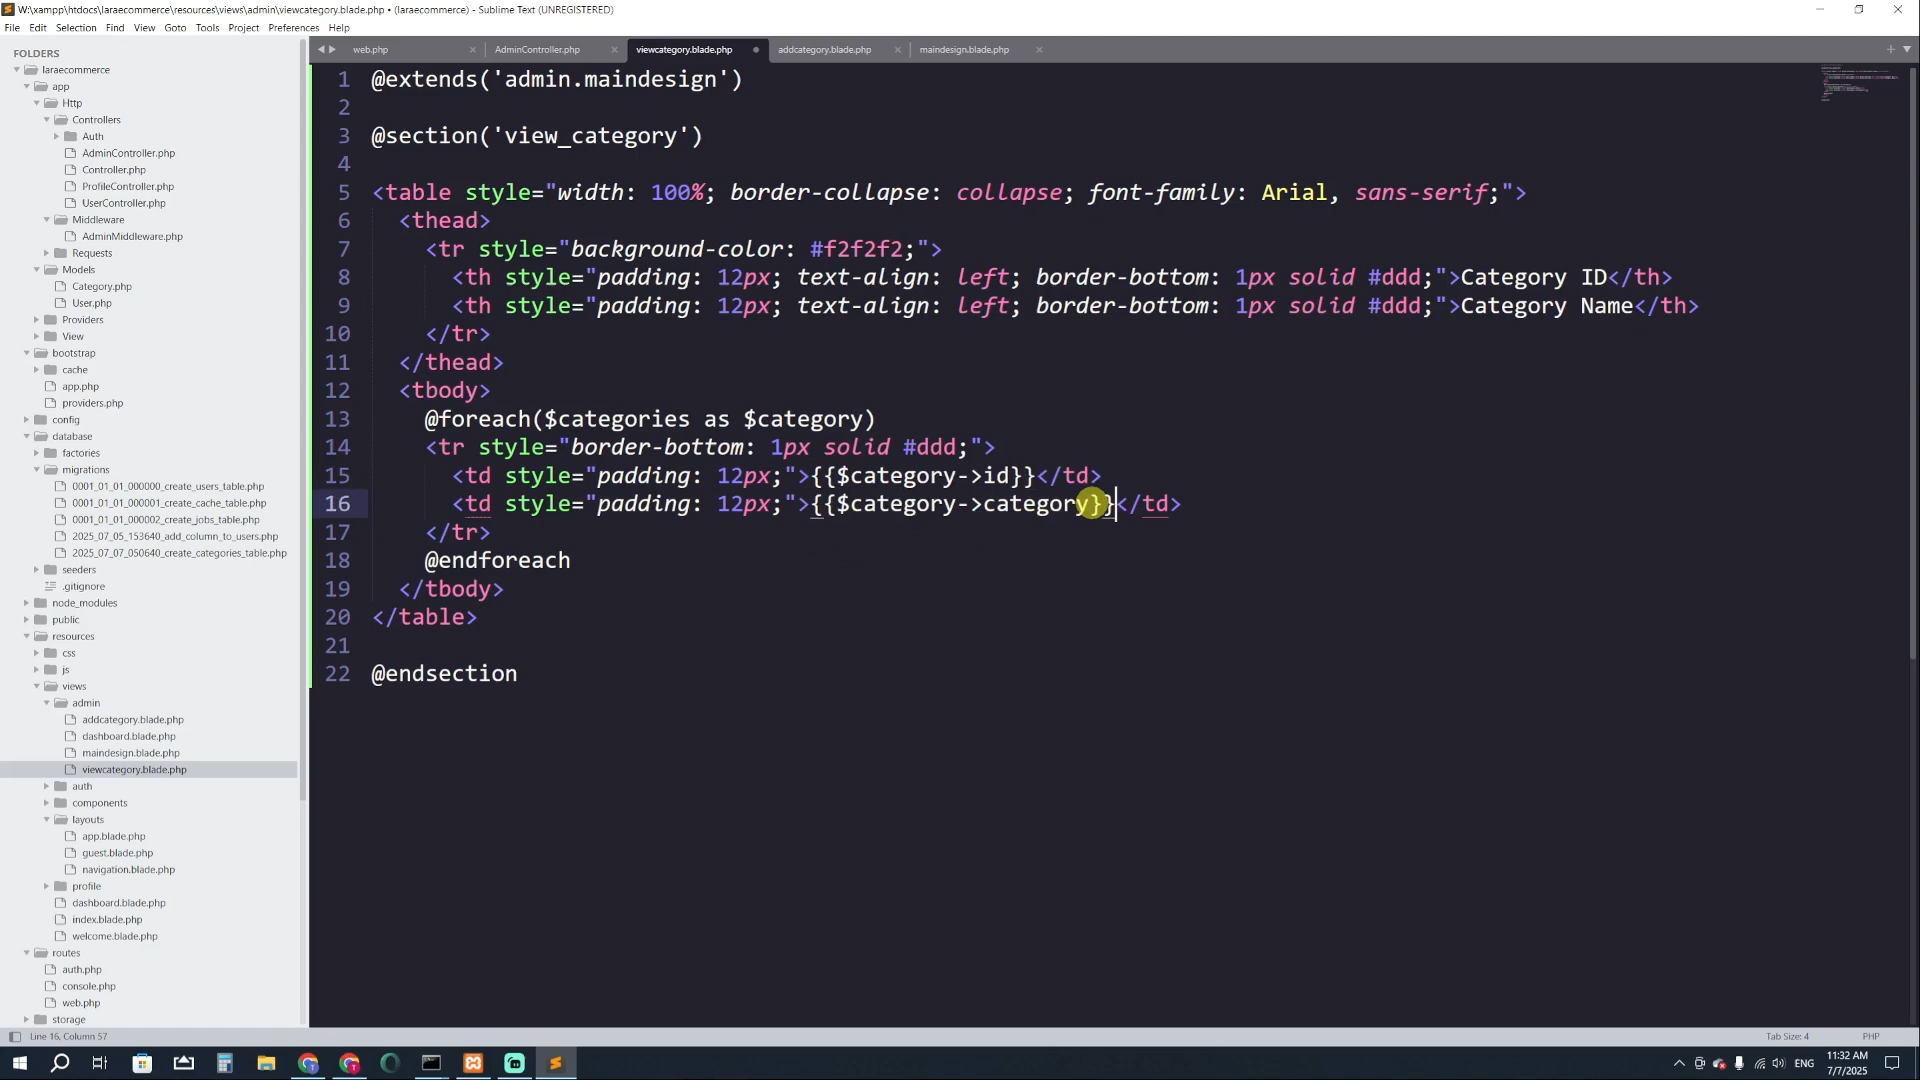 W:\xampp\htdocs\laraecommerce\resources\views\admin\viewcategory.blade.php • (laraecommerce) - Sublime Text (UNREGISTERED)
File Edit Selection Find View Goto Tools Project Preferences Help
FOLDERS
laraecommerce
app
Http
Controllers
Auth
AdminController.php
Controller.php
ProfileController.php
UserController.php
Middleware
AdminMiddleware.php
Requests
Models
Category.php
User.php
Providers
View
bootstrap
cache
app.php
providers.php
config
database
factories
migrations
0001_01_01_000000_create_users_table.php
0001_01_01_000001_create_cache_table.php
0001_01_01_000002_create_jobs_table.php
2025_07_05_153640_add_column_to_users.php
2025_07_07_050640_create_categories_table.php
seeders
.gitignore
node_modules
public
resources
css
js
views
admin
addcategory.blade.php
dashboard.blade.php
maindesign.blade.php
viewcategory.blade.php
auth
components
layouts
app.blade.php
guest.blade.php
navigation.blade.php
profile
dashboard.blade.php
index.blade.php
welcome.blade.php
routes
auth.php
console.php
web.php
storage
web.php AdminController.php viewcategory.blade.php addcategory.blade.php maindesign.blade.php
1 @extends('admin.maindesign')
2
3 @section('view_category')
4
5 <table style="width: 100%; border-collapse: collapse; font-family: Arial, sans-serif;">
6 <thead>
7 <tr style="background-color: #f2f2f2;">
8 <th style="padding: 12px; text-align: left; border-bottom: 1px solid #ddd;">Category ID</th>
9 <th style="padding: 12px; text-align: left; border-bottom: 1px solid #ddd;">Category Name</th>
10 </tr>
11 </thead>
12 <tbody>
13 @foreach($categories as $category)
14 <tr style="border-bottom: 1px solid #ddd;">
15 <td style="padding: 12px;">{{$category->id}}</td>
16 <td style="padding: 12px;">{{$category->category}}</td>
17 </tr>
18 @endforeach
19 </tbody>
20 </table>
21
22 @endsection
Line 16, Column 57 Tab Size: 4 PHP
ENG 11:32 AM
7/7/2025